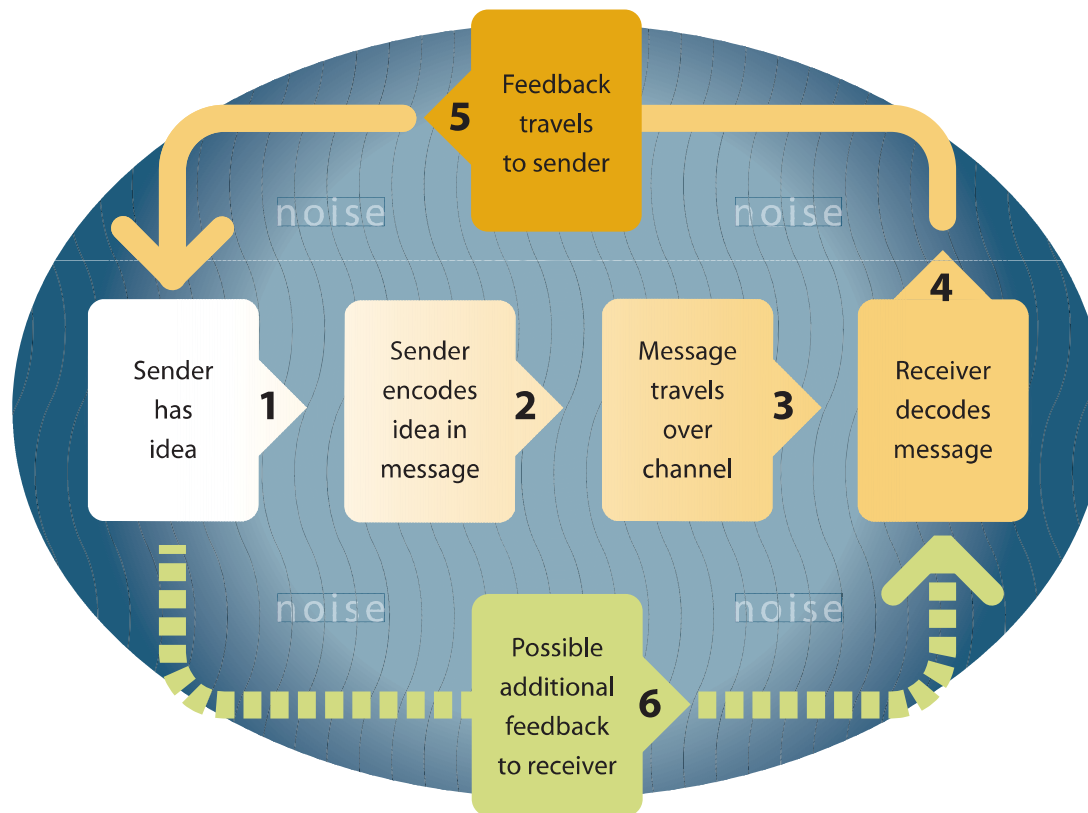 5
Feedback
travels
to sender
noise
noise
Sender
has
idea
1
Sender
encodes
idea in
message
2
Message
travels
over
channel
3
4
Receiver
decodes
message
noise
noise
Possible
additional
feedback
to receiver
6